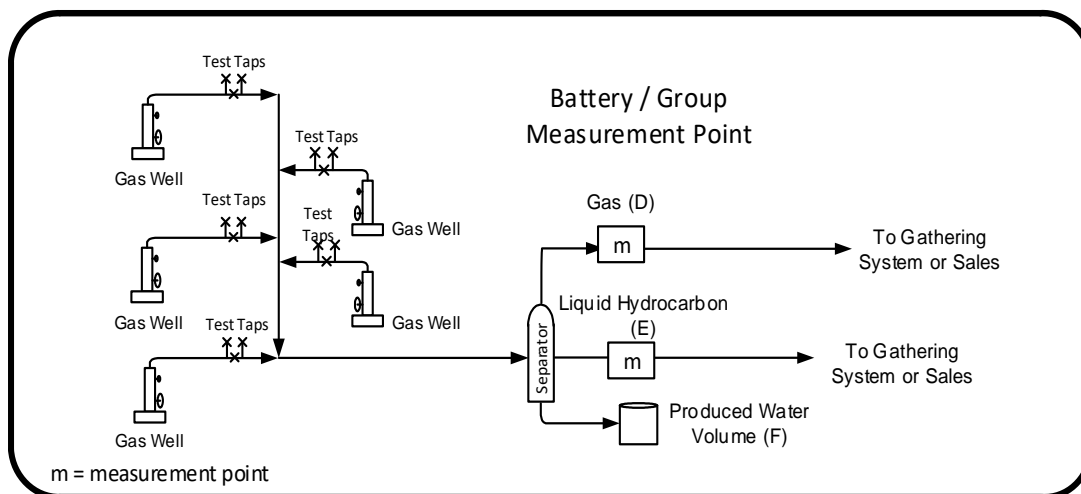 Test Taps
Gas Well
Test Taps
Gas Well
Test Taps
Gas Well
Test
Taps
Gas Well
Test Taps
Gas Well
Battery / Group
Measurement Point
Gas (D)
m
To Gathering
System or Sales
Liquid Hydrocarbon
(E)
m
To Gathering
System or Sales
Separator
Produced Water
Volume (F)
m = measurement point